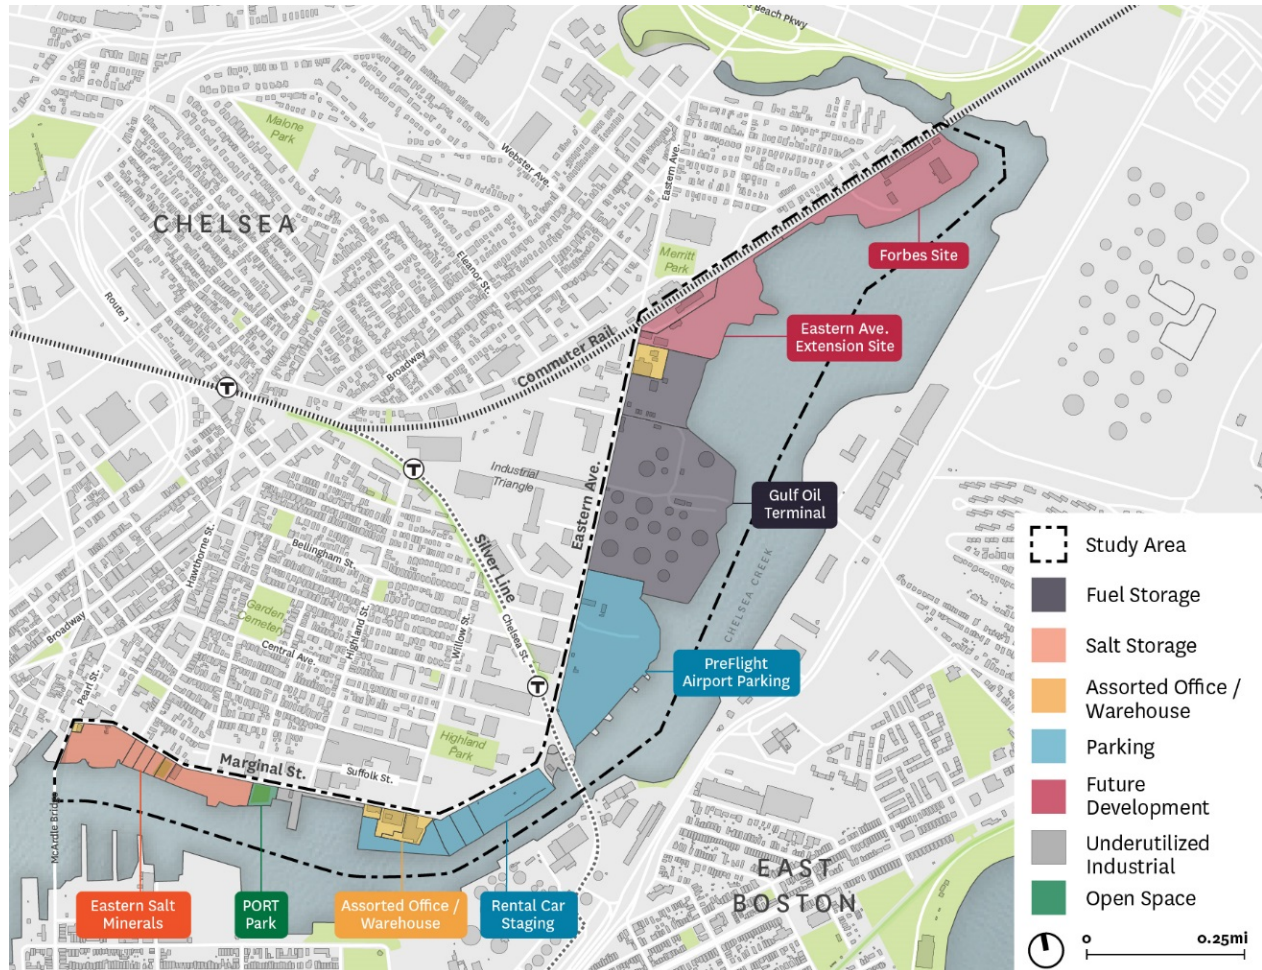 Beach Pkwy
Malone
Park
Webster Ave.
Eastern Ave.
CHELSEA
Merritt
Park
Forbes Site
Eleanor St.
Route 1
Eastern Ave.
Extension Site
Commuter Rail
Broadway
T
T
Industrial
Triangle
Eastern Ave.
Gulf Oil
Terminal
Hawthorne St.
Bellingham St.
Silver Line
CHELSEA CREEK
Garden
Cemetery
Highland St.
Willow St.
Chelsea St.
Broadway
Central Ave.
PreFlight
Airport Parking
T
Pearl St.
Highland
Park
Marginal St.
Suffolk St.
McArdle Bridge
EAST
BOSTON
Eastern Salt
Minerals
PORT
Park
Assorted Office /
Warehouse
Rental Car
Staging
Study Area
Fuel Storage
Salt Storage
Assorted Office /
Warehouse
Parking
Future
Development
Underutilized
Industrial
Open Space
0 0.25mi